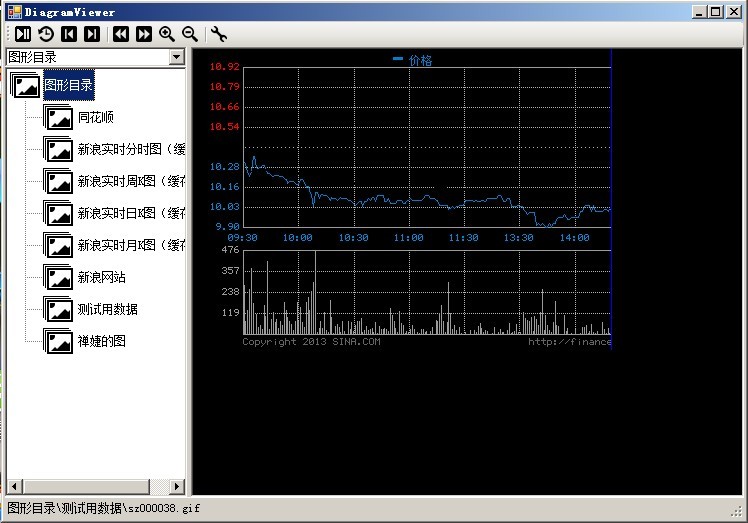 DiagramViewer
图形目录
图形目录
同花顺
新浪实时分时图（缓
新浪实时周K图（缓存
新浪实时日K图（缓存
新浪实时月K图（缓存
新浪网站
测试用数据
禅婕的图
价格
10.92
10.79
10.66
10.54
10.28
10.16
10.03
9.90
09:30 10:00 10:30 11:00 11:30 13:30 14:00
476
357
238
119
Copyright 2013 SINA.COM http://finance
图形目录\测试用数据\sz000038.gif